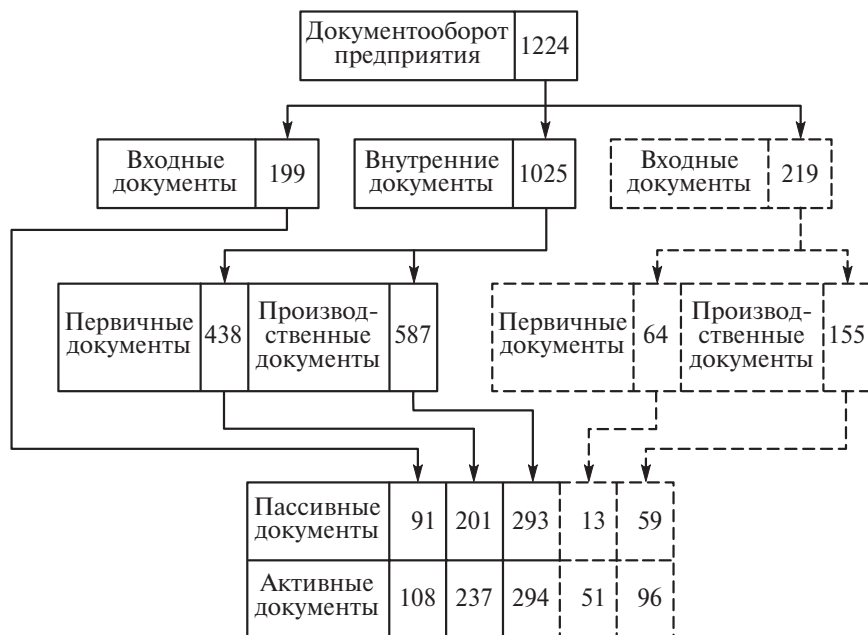 Документооборот
предприятия
1224
Входные
документы
199
Внутренние
документы
1025
Входные
документы
219
Первичные
документы
438
Производ-
ственные
документы
587
Первичные
документы
64
Производ-
ственные
документы
155
Пассивные
документы
91
201
293
13
59
Активные
документы
108
237
294
51
96